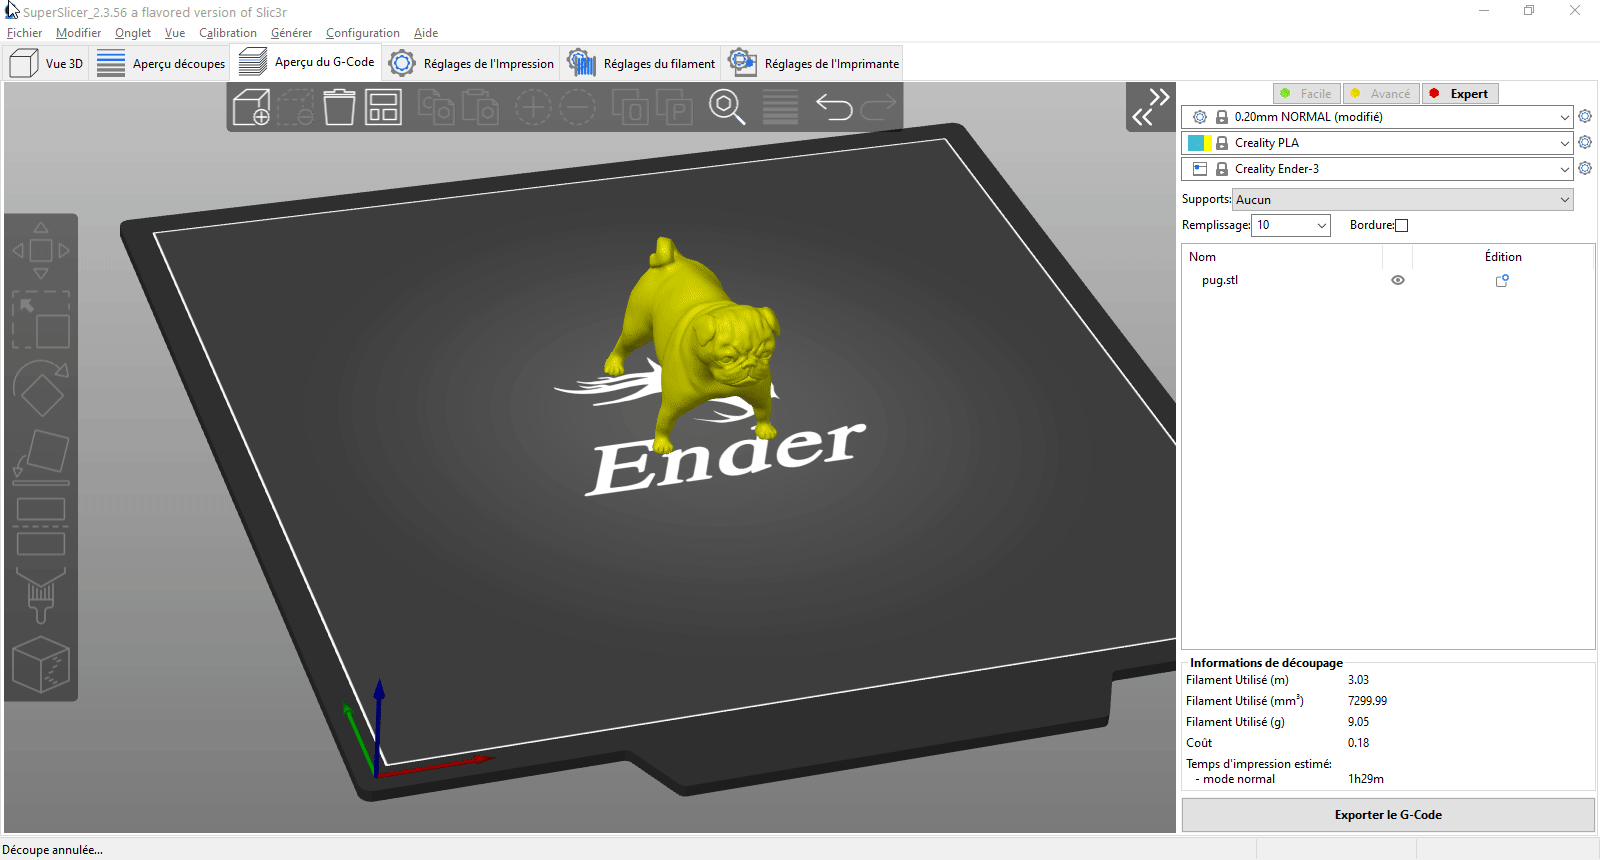 SuperSlicer_2.3.56 a flavored version of Slic3r
Fichier Modifier Onglet Vue Calibration Générer Configuration Aide
Vue 3D Aperçu découpes Aperçu du G-Code Réglages de l'Impression Réglages du filament Réglages de l'Imprimante
Facile Avancé Expert
0.20mm NORMAL (modifié)
Creality PLA
Creality Ender-3
Supports: Aucun
Remplissage: 10 Bordure:
Nom Édition
pug.stl
Ender
Informations de découpage
Filament Utilisé (m) 3.03
Filament Utilisé (mm³) 7299.99
Filament Utilisé (g) 9.05
Coût 0.18
Temps d'impression estimé:
- mode normal 1h29m
Exporter le G-Code
Découpe annulée...